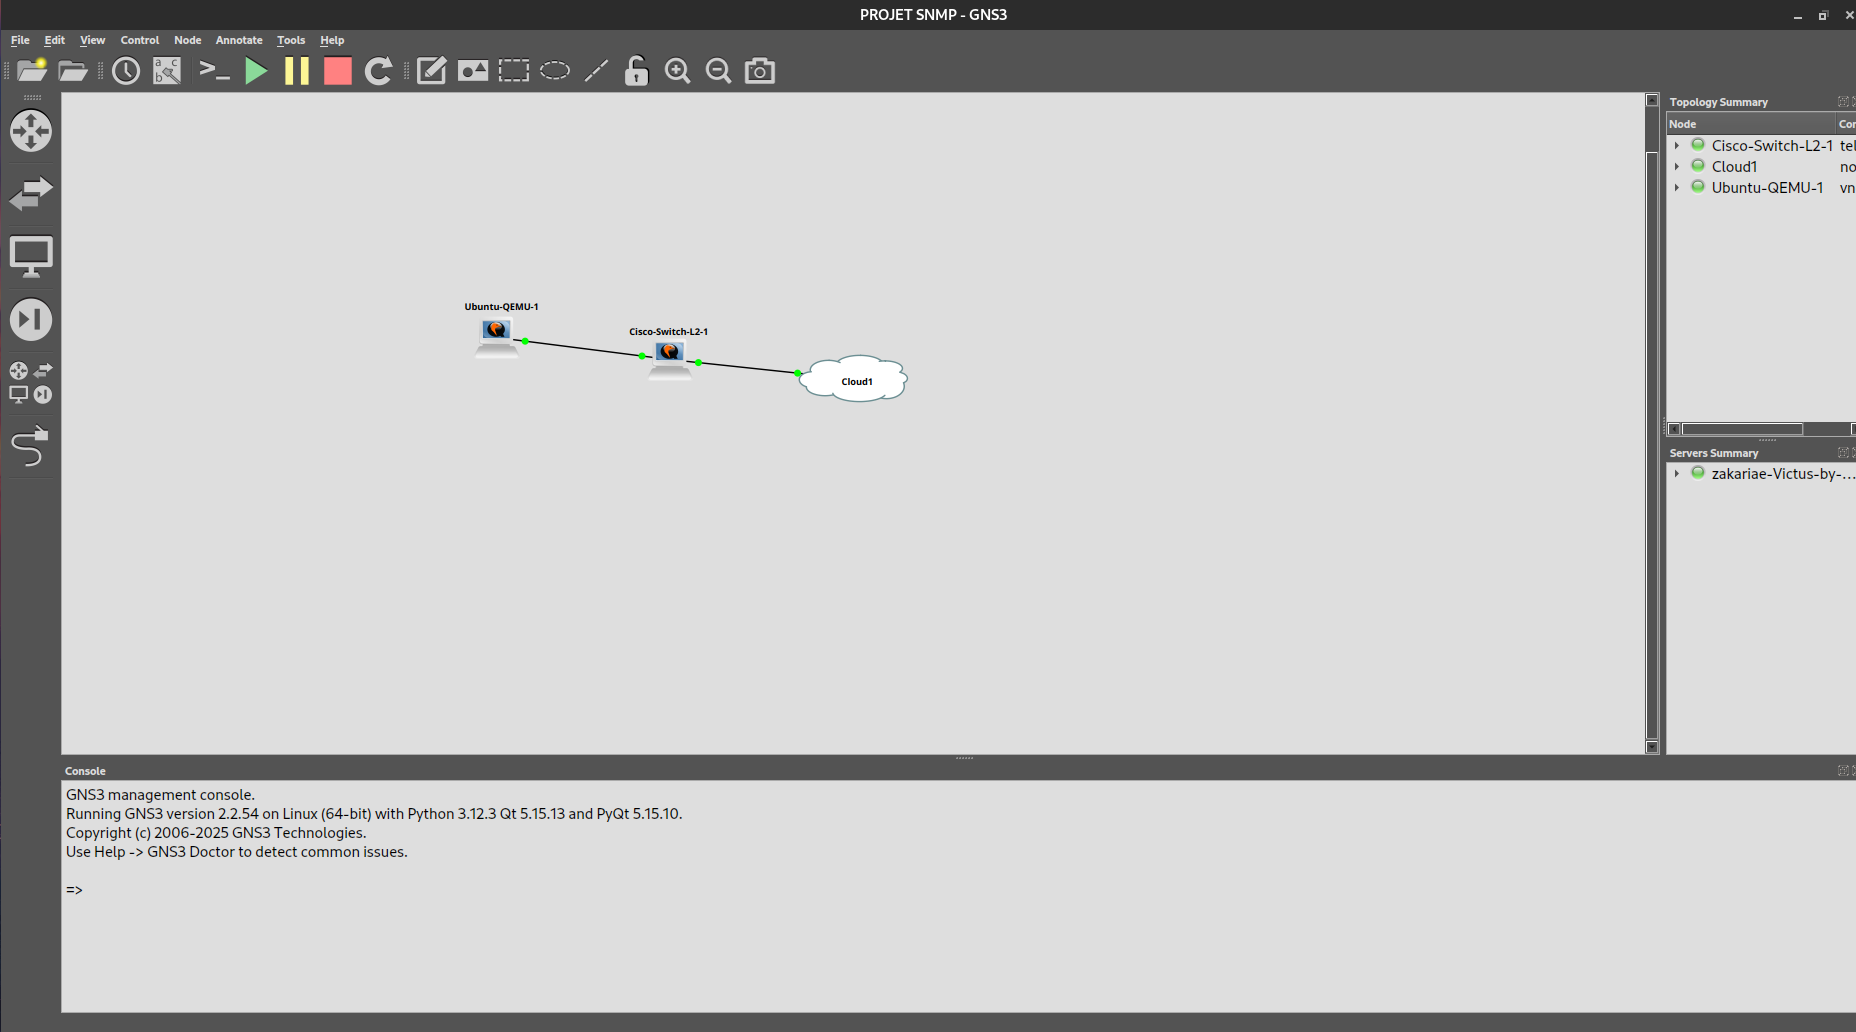 PROJET SNMP - GNS3
File Edit View Control Node Annotate Tools Help
a c
b
>_
Topology Summary
Node Con
Cisco-Switch-L2-1 tel
Cloud1 no
Ubuntu-QEMU-1 vn
Ubuntu-QEMU-1
Cisco-Switch-L2-1
Cloud1
Servers Summary
zakariae-Victus-by-...
Console
GNS3 management console.
Running GNS3 version 2.2.54 on Linux (64-bit) with Python 3.12.3 Qt 5.15.13 and PyQt 5.15.10.
Copyright (c) 2006-2025 GNS3 Technologies.
Use Help -> GNS3 Doctor to detect common issues.
=>